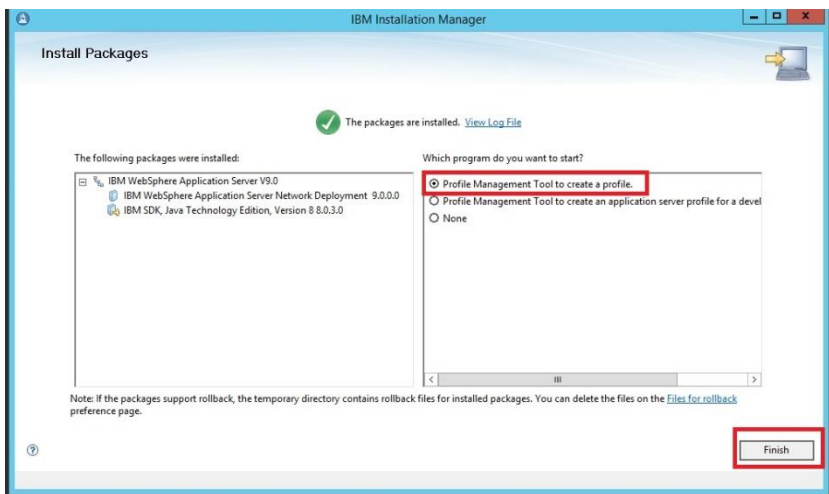 IBM Installation Manager
Install Packages
The packages are installed. View Log File
The following packages were installed:
IBM WebSphere Application Server V9.0
IBM WebSphere Application Server Network Deployment 9.0.0.0
IBM SDK, Java Technology Edition, Version 8 8.0.3.0
Which program do you want to start?
Profile Management Tool to create a profile.
Profile Management Tool to create an application server profile for a devel
None
Note: If the packages support rollback, the temporary directory contains rollback files for installed packages. You can delete the files on the Files for rollback
preference page.
Finish